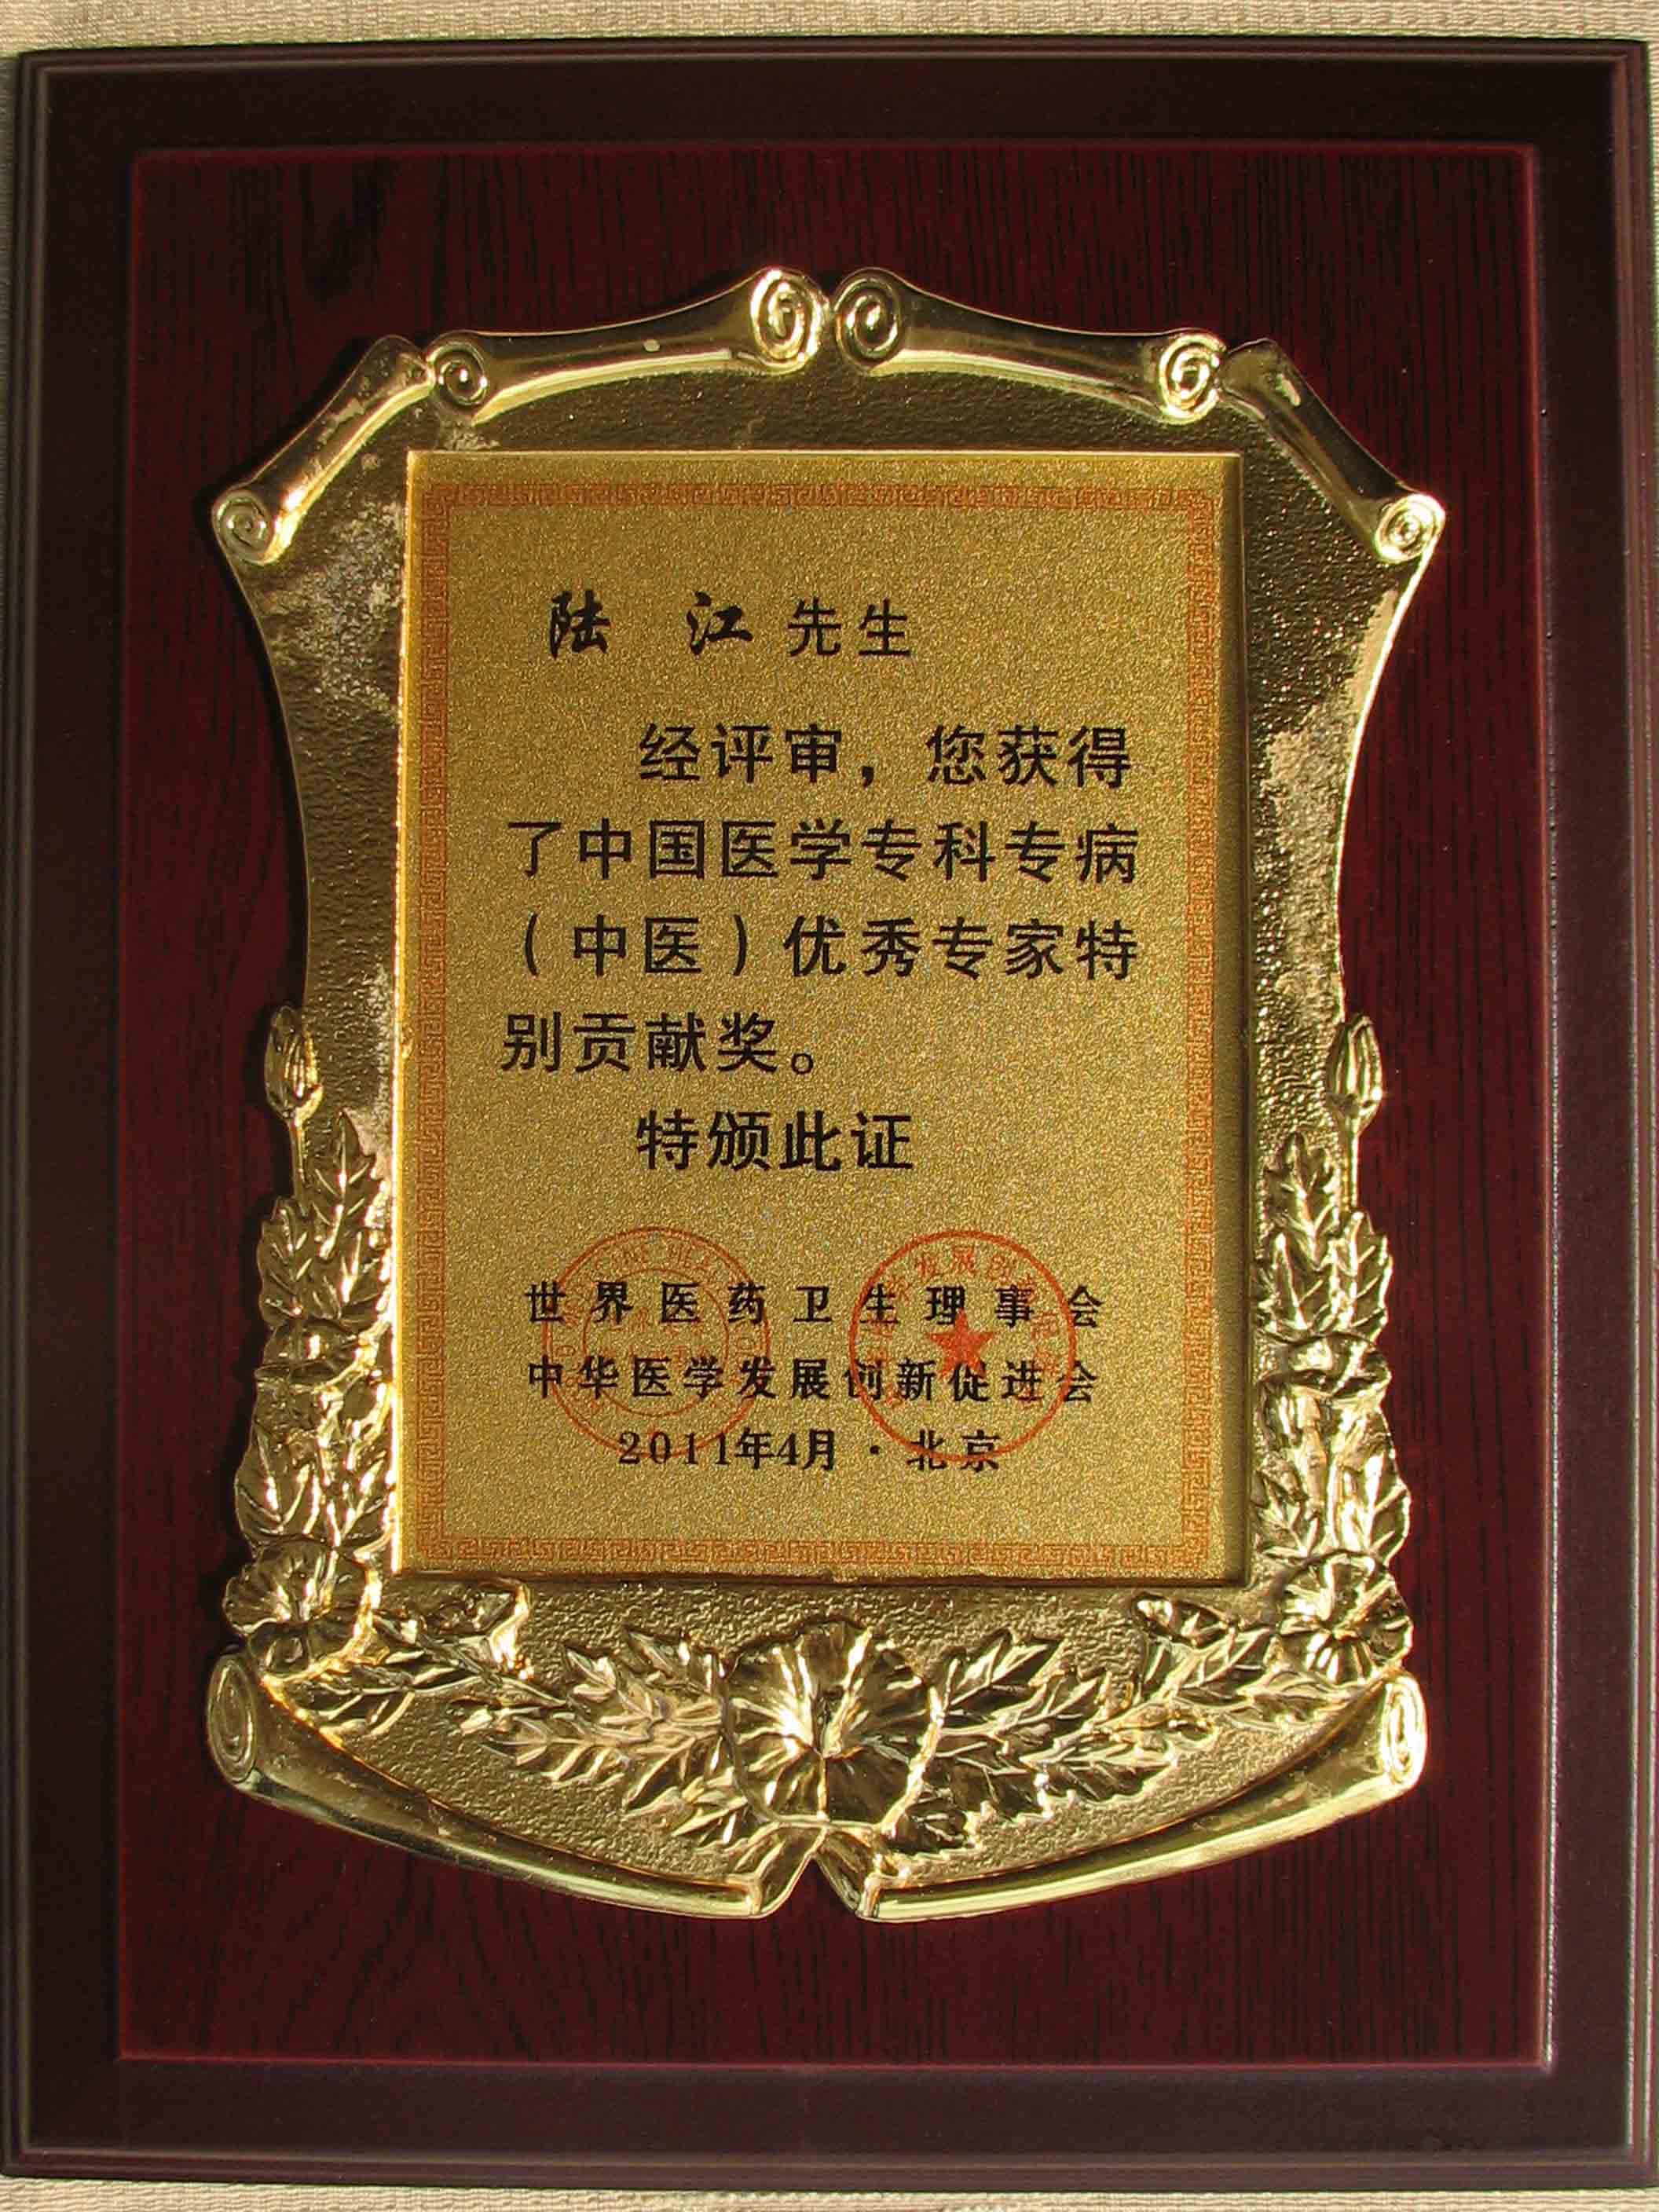 陆 江 先生
经评审，您获得
了中国医学专科专病
（中医）优秀专家特
别贡献奖。
特颁此证
世界医药卫生理事会
中华医学发展创新促进会
2011年4月·北京